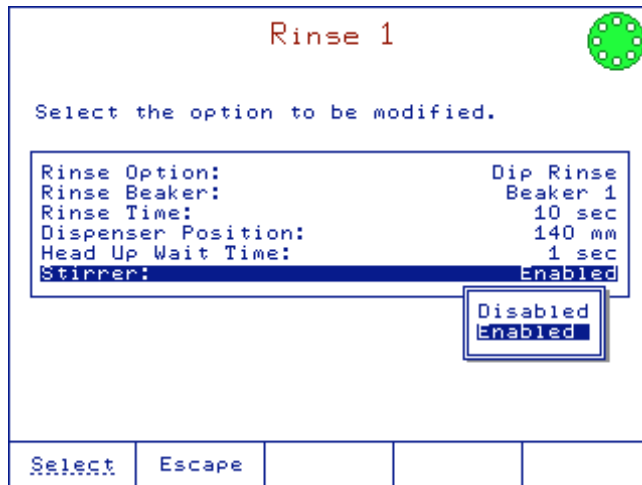 Rinse 1
Select the option to be modified.
Rinse Option: Dip Rinse
Rinse Beaker: Beaker 1
Rinse Time: 10 sec
Dispenser Position: 140 mm
Head Up Wait Time: 1 sec
Stirrer: Enabled
Disabled
Enabled
Select Escape